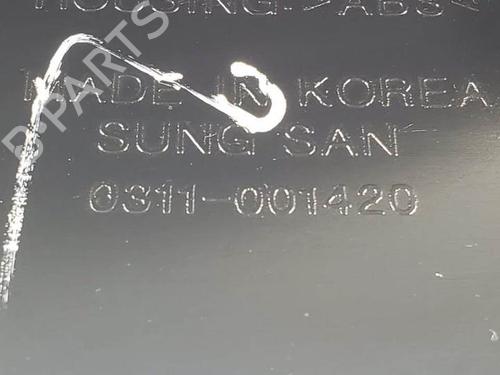 HOUSING:>ABS<
MADE IN KOREA
SUNG SAN
0311-001420
B-PARTS